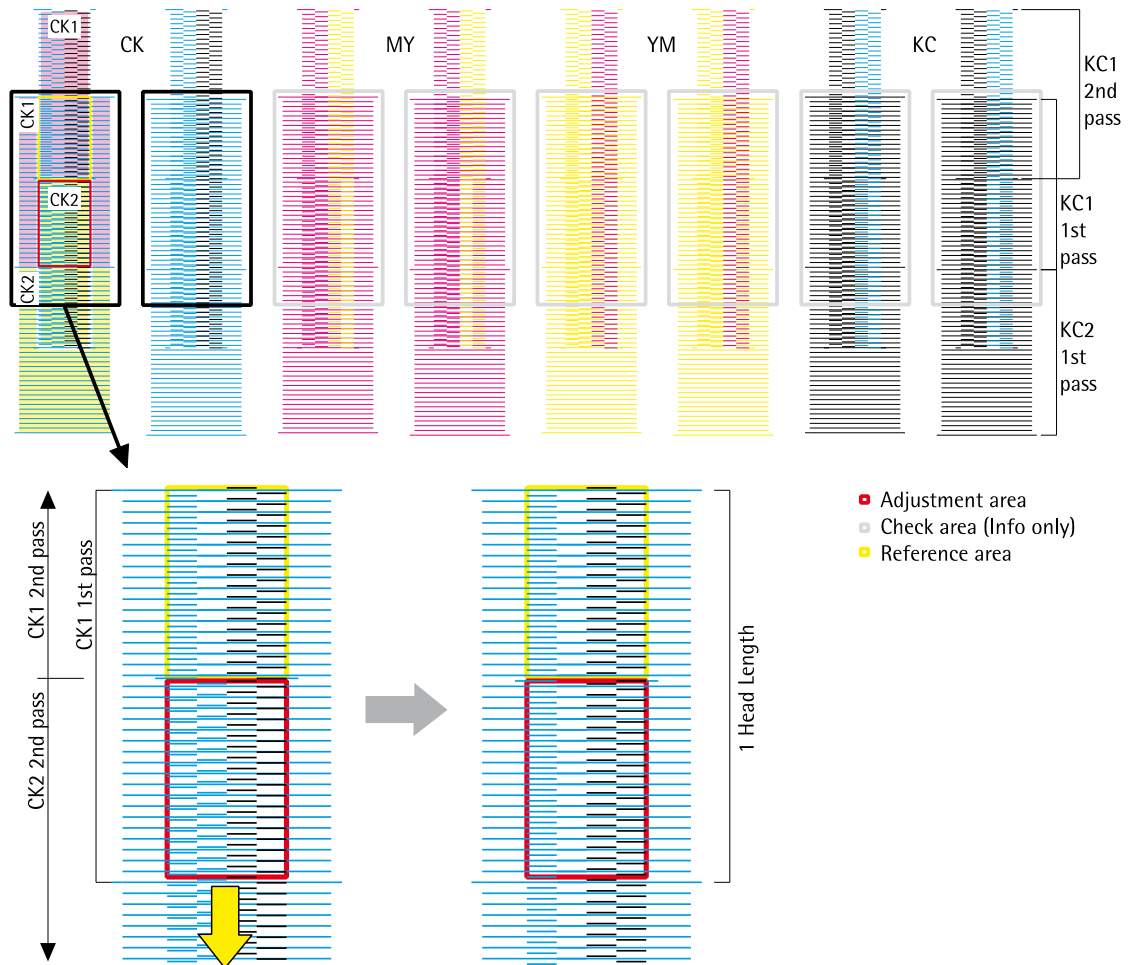 CK1
CK
MY
YM
KC
KC1
2nd
pass
CK1
CK2
KC1
1st
pass
CK2
KC2
1st
pass
CK1 2nd pass
CK1 1st pass
CK2 2nd pass
1 Head Length
Adjustment area
Check area (Info only)
Reference area